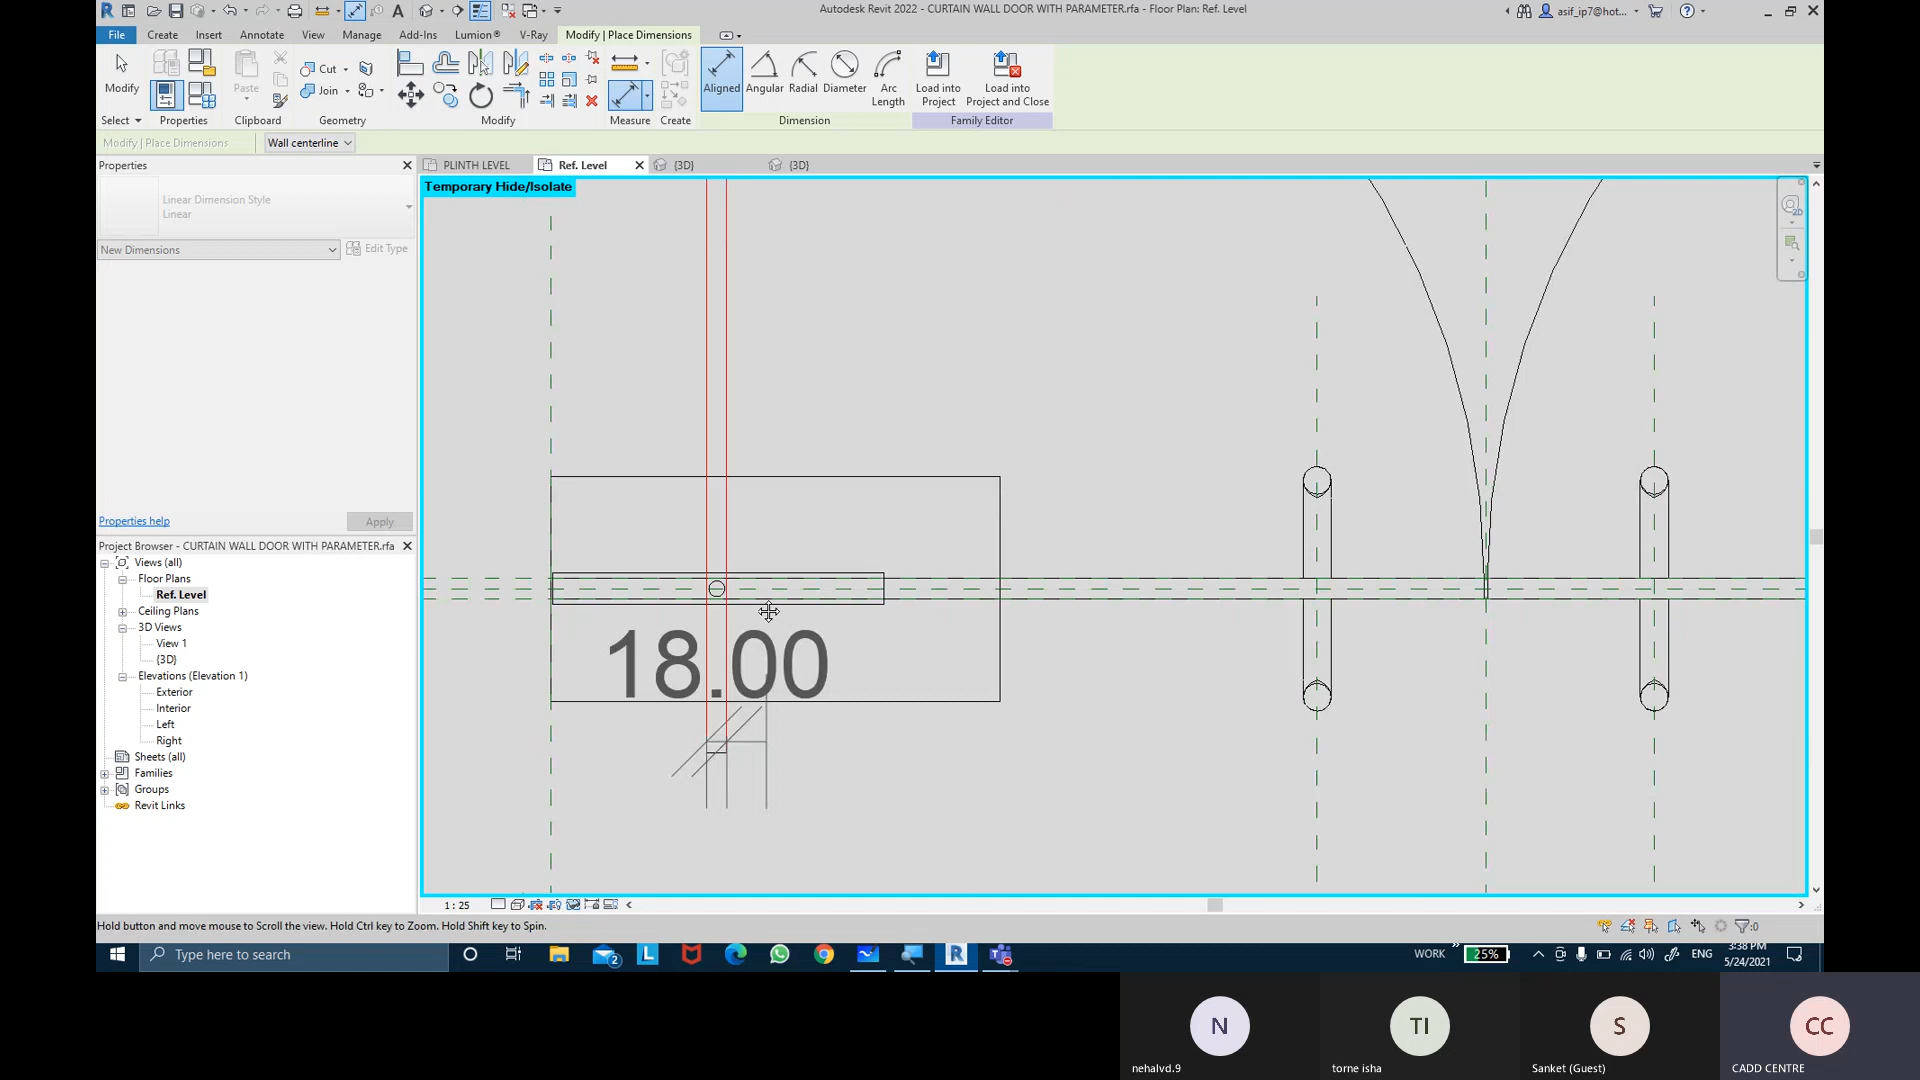 Autodesk Revit 2022 - CURTAIN WALL DOOR WITH PARAMETER.rfa - Floor Plan: Ref. Level
asif_ip7@hot...
File Create Insert Annotate View Manage Add-Ins Lumion® V-Ray Modify | Place Dimensions
Modify
Paste
Cut
Join
Aligned Angular Radial Diameter Arc Length
Load into Project
Load into Project and Close
Select Properties Clipboard Geometry Modify Measure Create Dimension Family Editor
Modify | Place Dimensions Wall centerline
Properties
PLINTH LEVEL Ref. Level {3D} {3D}
Temporary Hide/Isolate
Linear Dimension Style
Linear
New Dimensions Edit Type
2D
18.00
Properties help Apply
Project Browser - CURTAIN WALL DOOR WITH PARAMETER.rfa
Views (all)
Floor Plans
Ref. Level
Ceiling Plans
3D Views
View 1
{3D}
Elevations (Elevation 1)
Exterior
Interior
Left
Right
Sheets (all)
Families
Groups
Revit Links
1 : 25
Hold button and move mouse to Scroll the view. Hold Ctrl key to Zoom. Hold Shift key to Spin.
:0
Type here to search
2
WORK
25%
ENG
3:38 PM
5/24/2021
N TI S CC
nehalvd.9 torne isha Sanket (Guest) CADD CENTRE